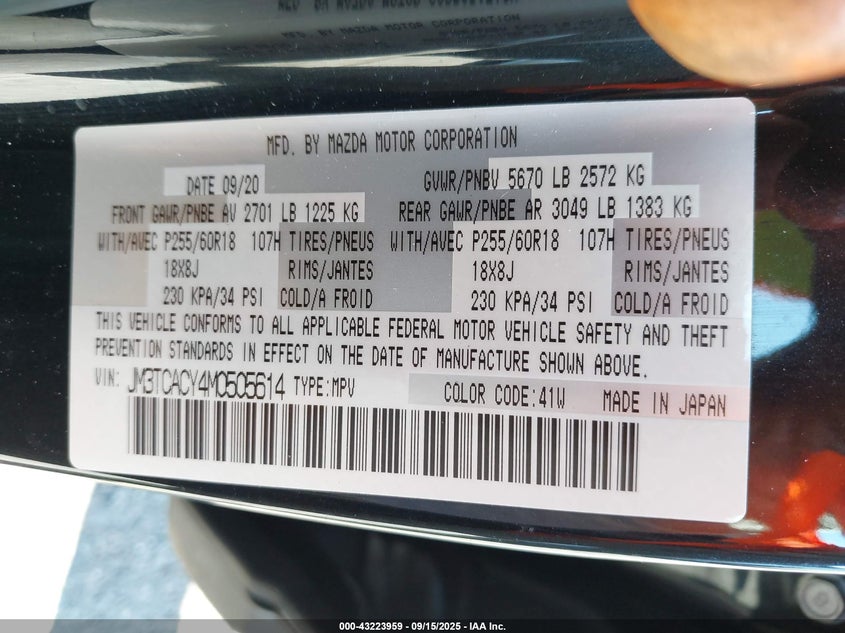 MFD. BY MAZDA MOTOR CORPORATION
DATE 09/20 GVWR/PNBV 5670 LB 2572 KG
FRONT GAWR/PNBE AV 2701 LB 1225 KG REAR GAWR/PNBE AR 3049 LB 1383 KG
WITH/AVEC P255/60R18 107H TIRES/PNEUS WITH/AVEC P255/60R18 107H TIRES/PNEUS
18X8J RIMS/JANTES 18X8J RIMS/JANTES
230 KPA/34 PSI COLD/A FROID 230 KPA/34 PSI COLD/A FROID
THIS VEHICLE CONFORMS TO ALL APPLICABLE FEDERAL MOTOR VEHICLE SAFETY AND THEFT
PREVENTION STANDARDS IN EFFECT ON THE DATE OF MANUFACTURE SHOWN ABOVE.
VIN: JM3TCACY4M0505614 TYPE:MPV COLOR CODE:41W MADE IN JAPAN
000-43223959 - 09/15/2025 - IAA Inc.